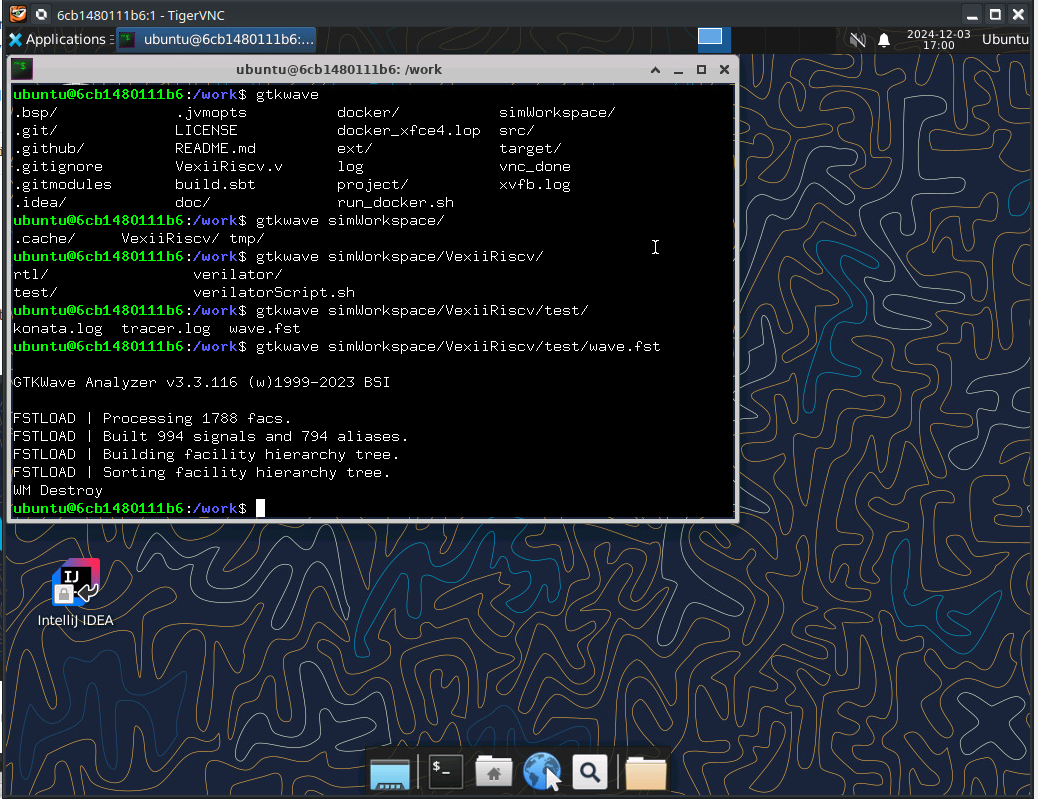 6cb1480111b6:1 - TigerVNC
Applications
ubuntu@6cb1480111b6:...
2024-12-03
17:00
Ubuntu
ubuntu@6cb1480111b6: /work
ubuntu@6cb1480111b6:/work$ gtkwave
.bsp/ .jvmopts docker/ simWorkspace/
.git/ LICENSE docker_xfce4.lop src/
.github/ README.md ext/ target/
.gitignore VexiiRiscv.v log vnc_done
.gitmodules build.sbt project/ xvfb.log
.idea/ doc/ run_docker.sh
ubuntu@6cb1480111b6:/work$ gtkwave simWorkspace/
.cache/ VexiiRiscv/ tmp/
ubuntu@6cb1480111b6:/work$ gtkwave simWorkspace/VexiiRiscv/
rtl/ verilator/
test/ verilatorScript.sh
ubuntu@6cb1480111b6:/work$ gtkwave simWorkspace/VexiiRiscv/test/
konata.log tracer.log wave.fst
ubuntu@6cb1480111b6:/work$ gtkwave simWorkspace/VexiiRiscv/test/wave.fst
GTKWave Analyzer v3.3.116 (w)1999-2023 BSI
FSTLOAD | Processing 1788 facs.
FSTLOAD | Built 994 signals and 794 aliases.
FSTLOAD | Building facility hierarchy tree.
FSTLOAD | Sorting facility hierarchy tree.
WM Destroy
ubuntu@6cb1480111b6:/work$
IJ
IntelliJ IDEA
$_